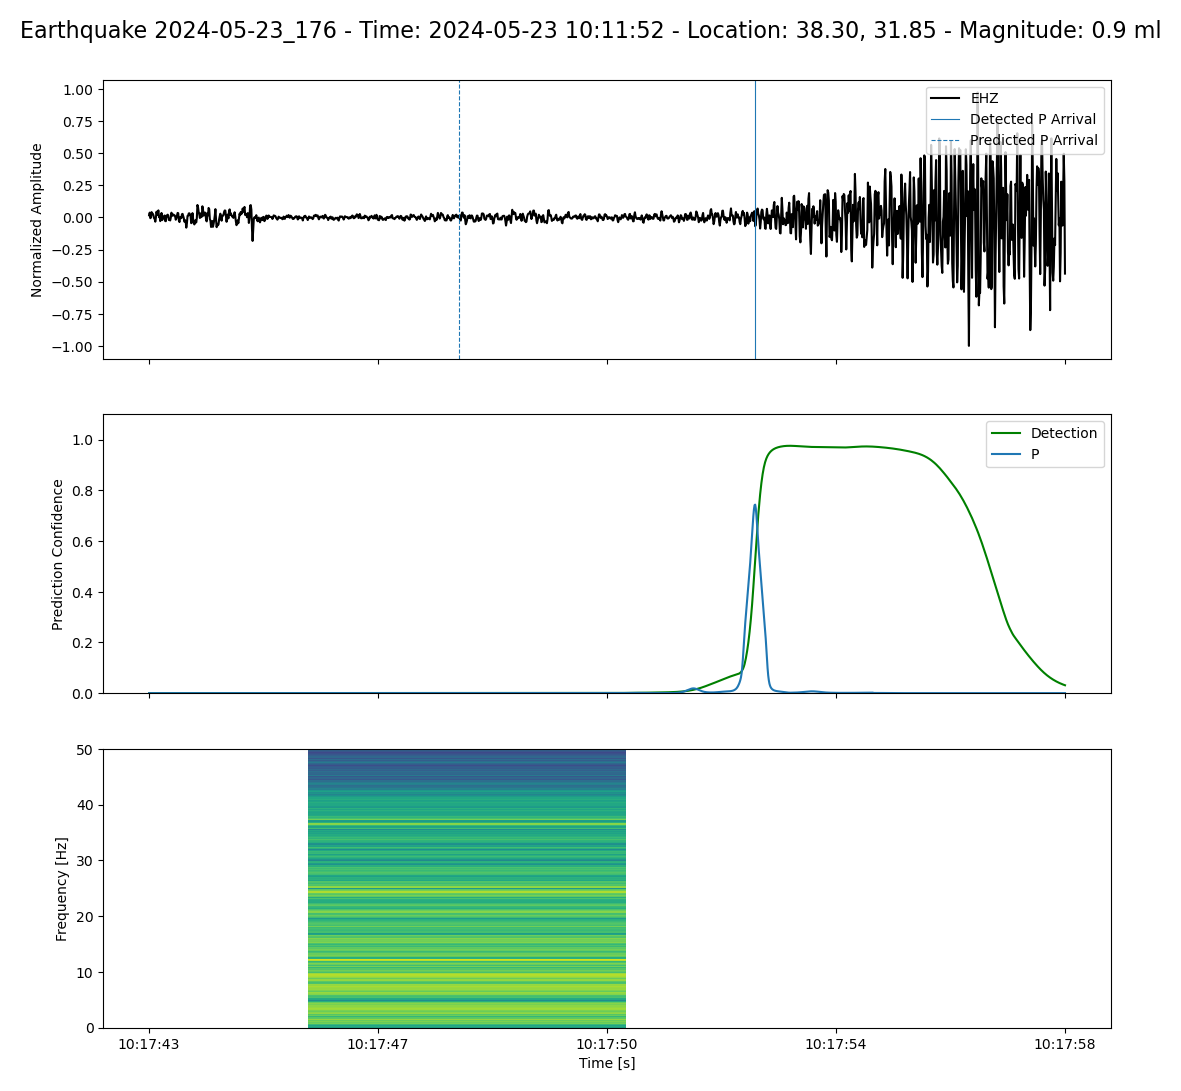 Earthquake 2024-05-23_176 - Time: 2024-05-23 10:11:52 - Location: 38.30, 31.85 - Magnitude: 0.9 ml
1.00
0.75
0.50
0.25
0.00
−0.25
−0.50
−0.75
−1.00
Normalized Amplitude
EHZ
Detected P Arrival
Predicted P Arrival
1.0
0.8
0.6
0.4
0.2
0.0
Prediction Confidence
Detection
P
50
40
30
20
10
0
Frequency [Hz]
10:17:43
10:17:47
10:17:50
10:17:54
10:17:58
Time [s]